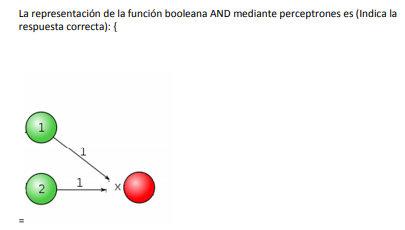 La representación de la función booleana AND mediante perceptrones es (Indica la
respuesta correcta): {
1
1
2
1
x
=